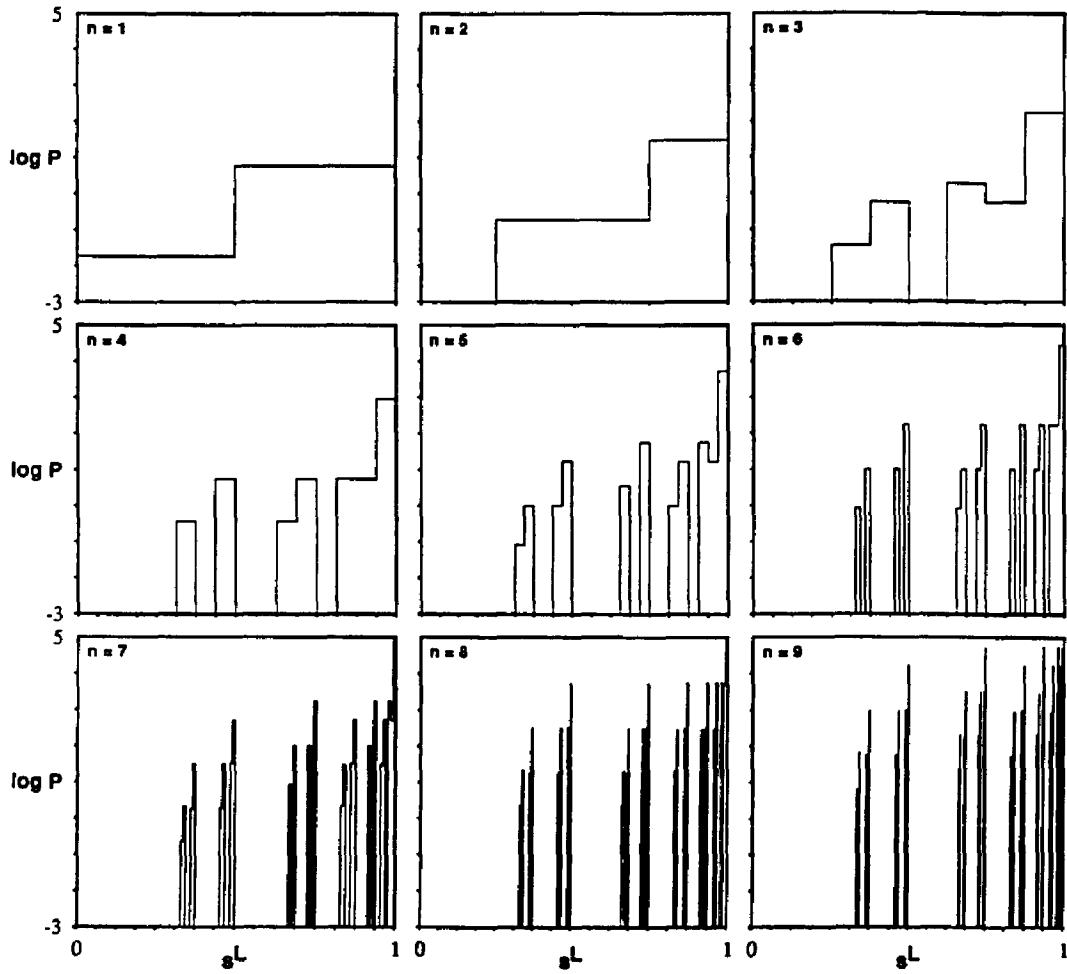 5
n = 1
n = 2
n = 3
log P
-3
5
n = 4
n = 5
n = 6
log P
-3
5
n = 7
n = 8
n = 9
log P
-3
0 s^L 1
0 s^L 1
0 s^L 1